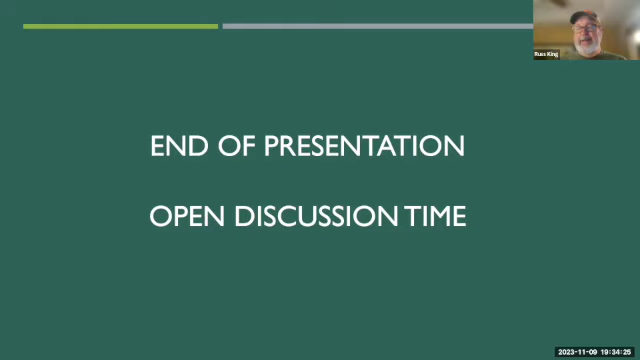 Russ King
END OF PRESENTATION
OPEN DISCUSSION TIME
2023-11-09 19:34:25